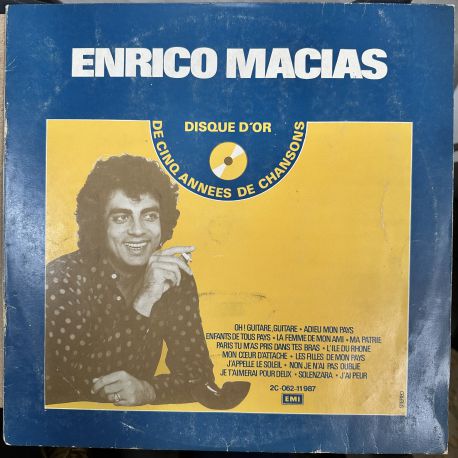 ENRICO MACIAS
DISQUE D'OR
DE CINQ ANNEES DE CHANSONS
OH! GUITARE, GUITARE • ADIEU MON PAYS
ENFANTS DE TOUS PAYS • LA FEMME DE MON AMI • MA PATRIE
PARIS TU M'AS PRIS DANS TES BRAS • L'ILE DU RHONE
MON CŒUR D'ATTACHE • LES FILLES DE MON PAYS
J'APPELLE LE SOLEIL • NON JE N'AI PAS OUBLIE
JE T'AIMERAI POUR DEUX • SOLENZARA • J'AI PEUR
2C-062-11987
EMI
STEREO